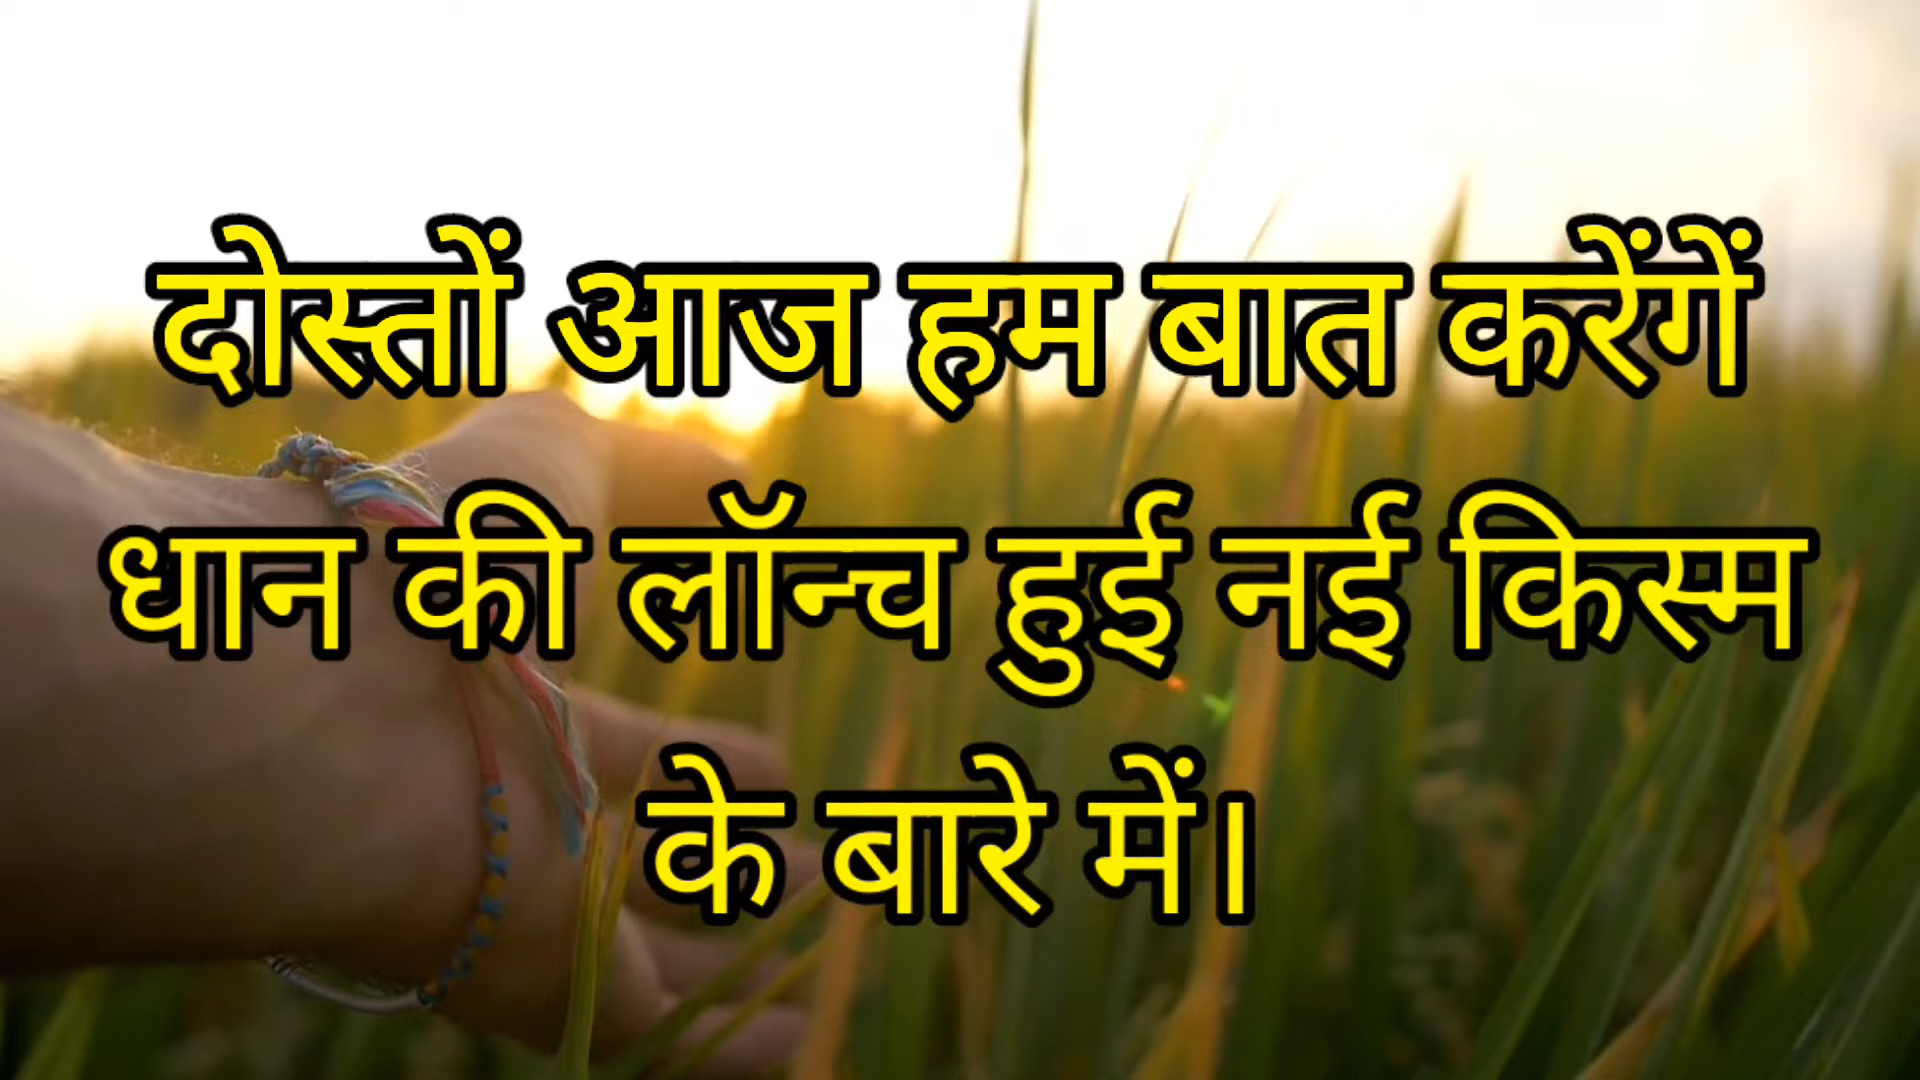 दोस्तों आज हम बात करेंगें
धान की लॉन्च हुई नई किस्म
के बारे में।